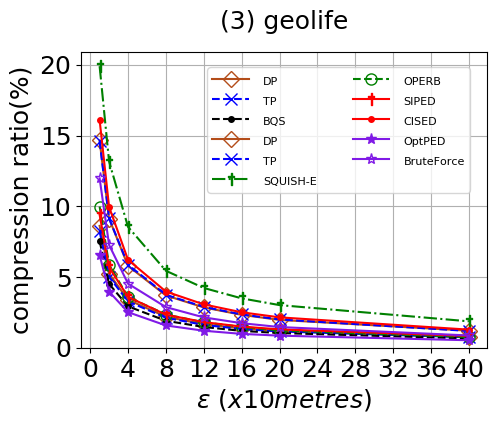 (3) geolife
compression ratio(%)
20
15
10
5
0
DP
TP
BQS
DP
TP
SQUISH-E
OPERB
SIPED
CISED
OptPED
BruteForce
0 4 8 12 16 20 24 28 32 36 40
ε (x10metres)